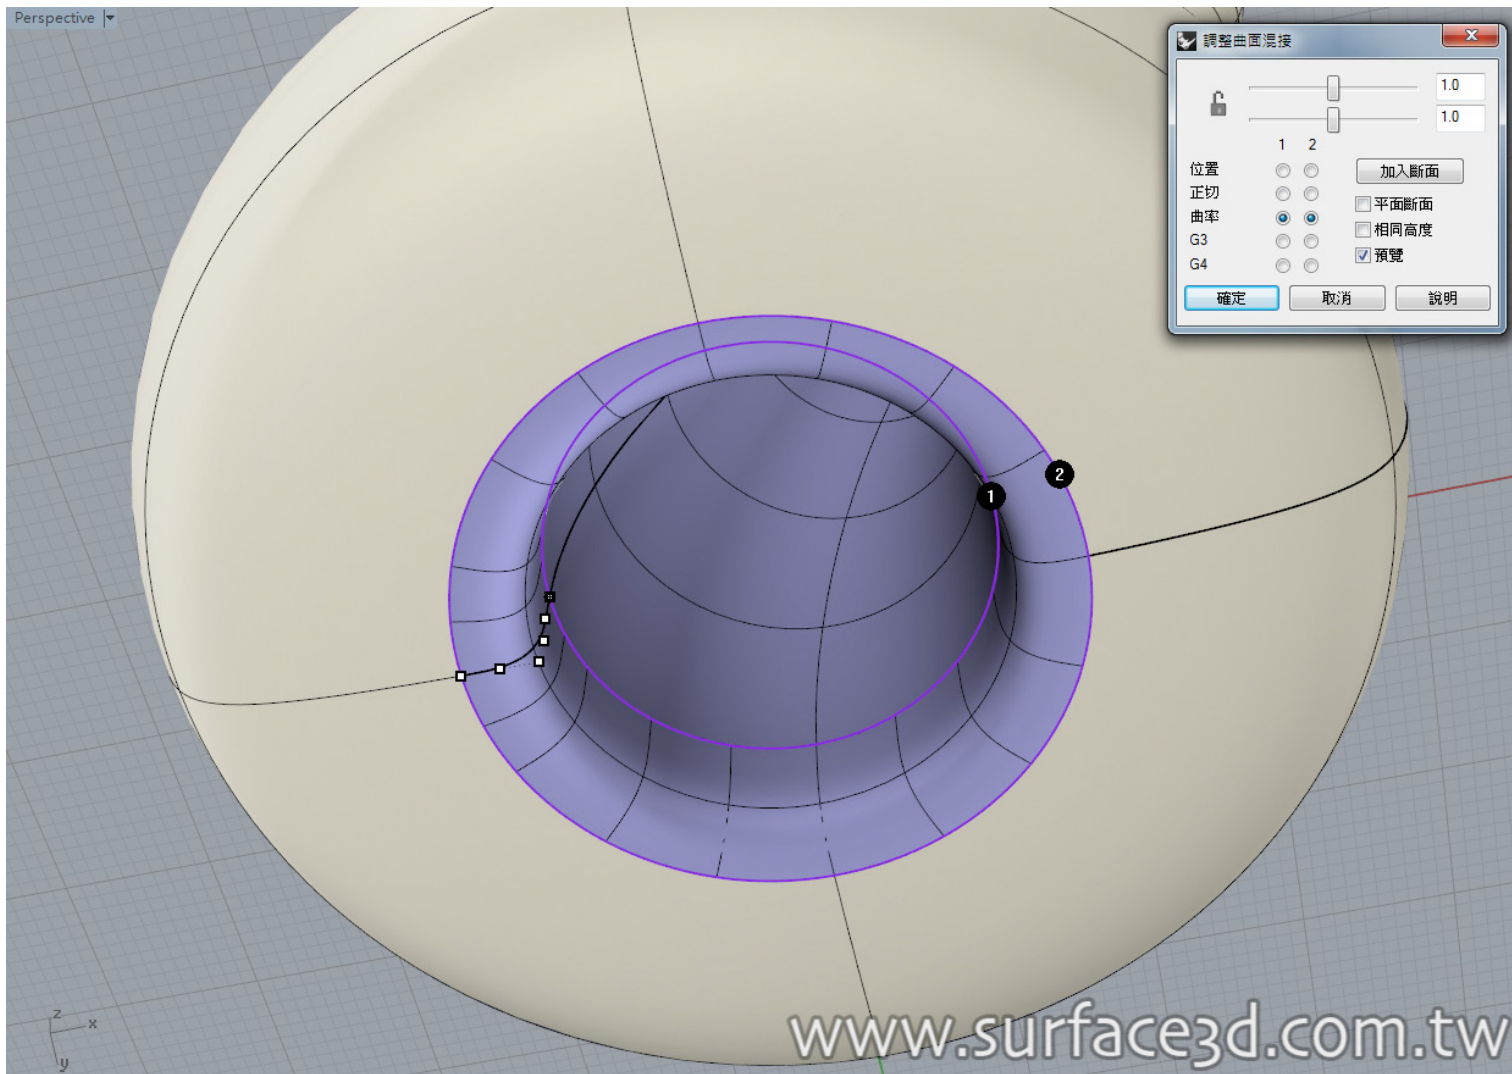 Perspective
調整曲面混接
1.0
1.0
1 2
位置
加入斷面
正切
平面斷面
曲率
相同高度
G3
預覽
G4
確定 取消 說明
2
1
z
x
y
www.surface3d.com.tw